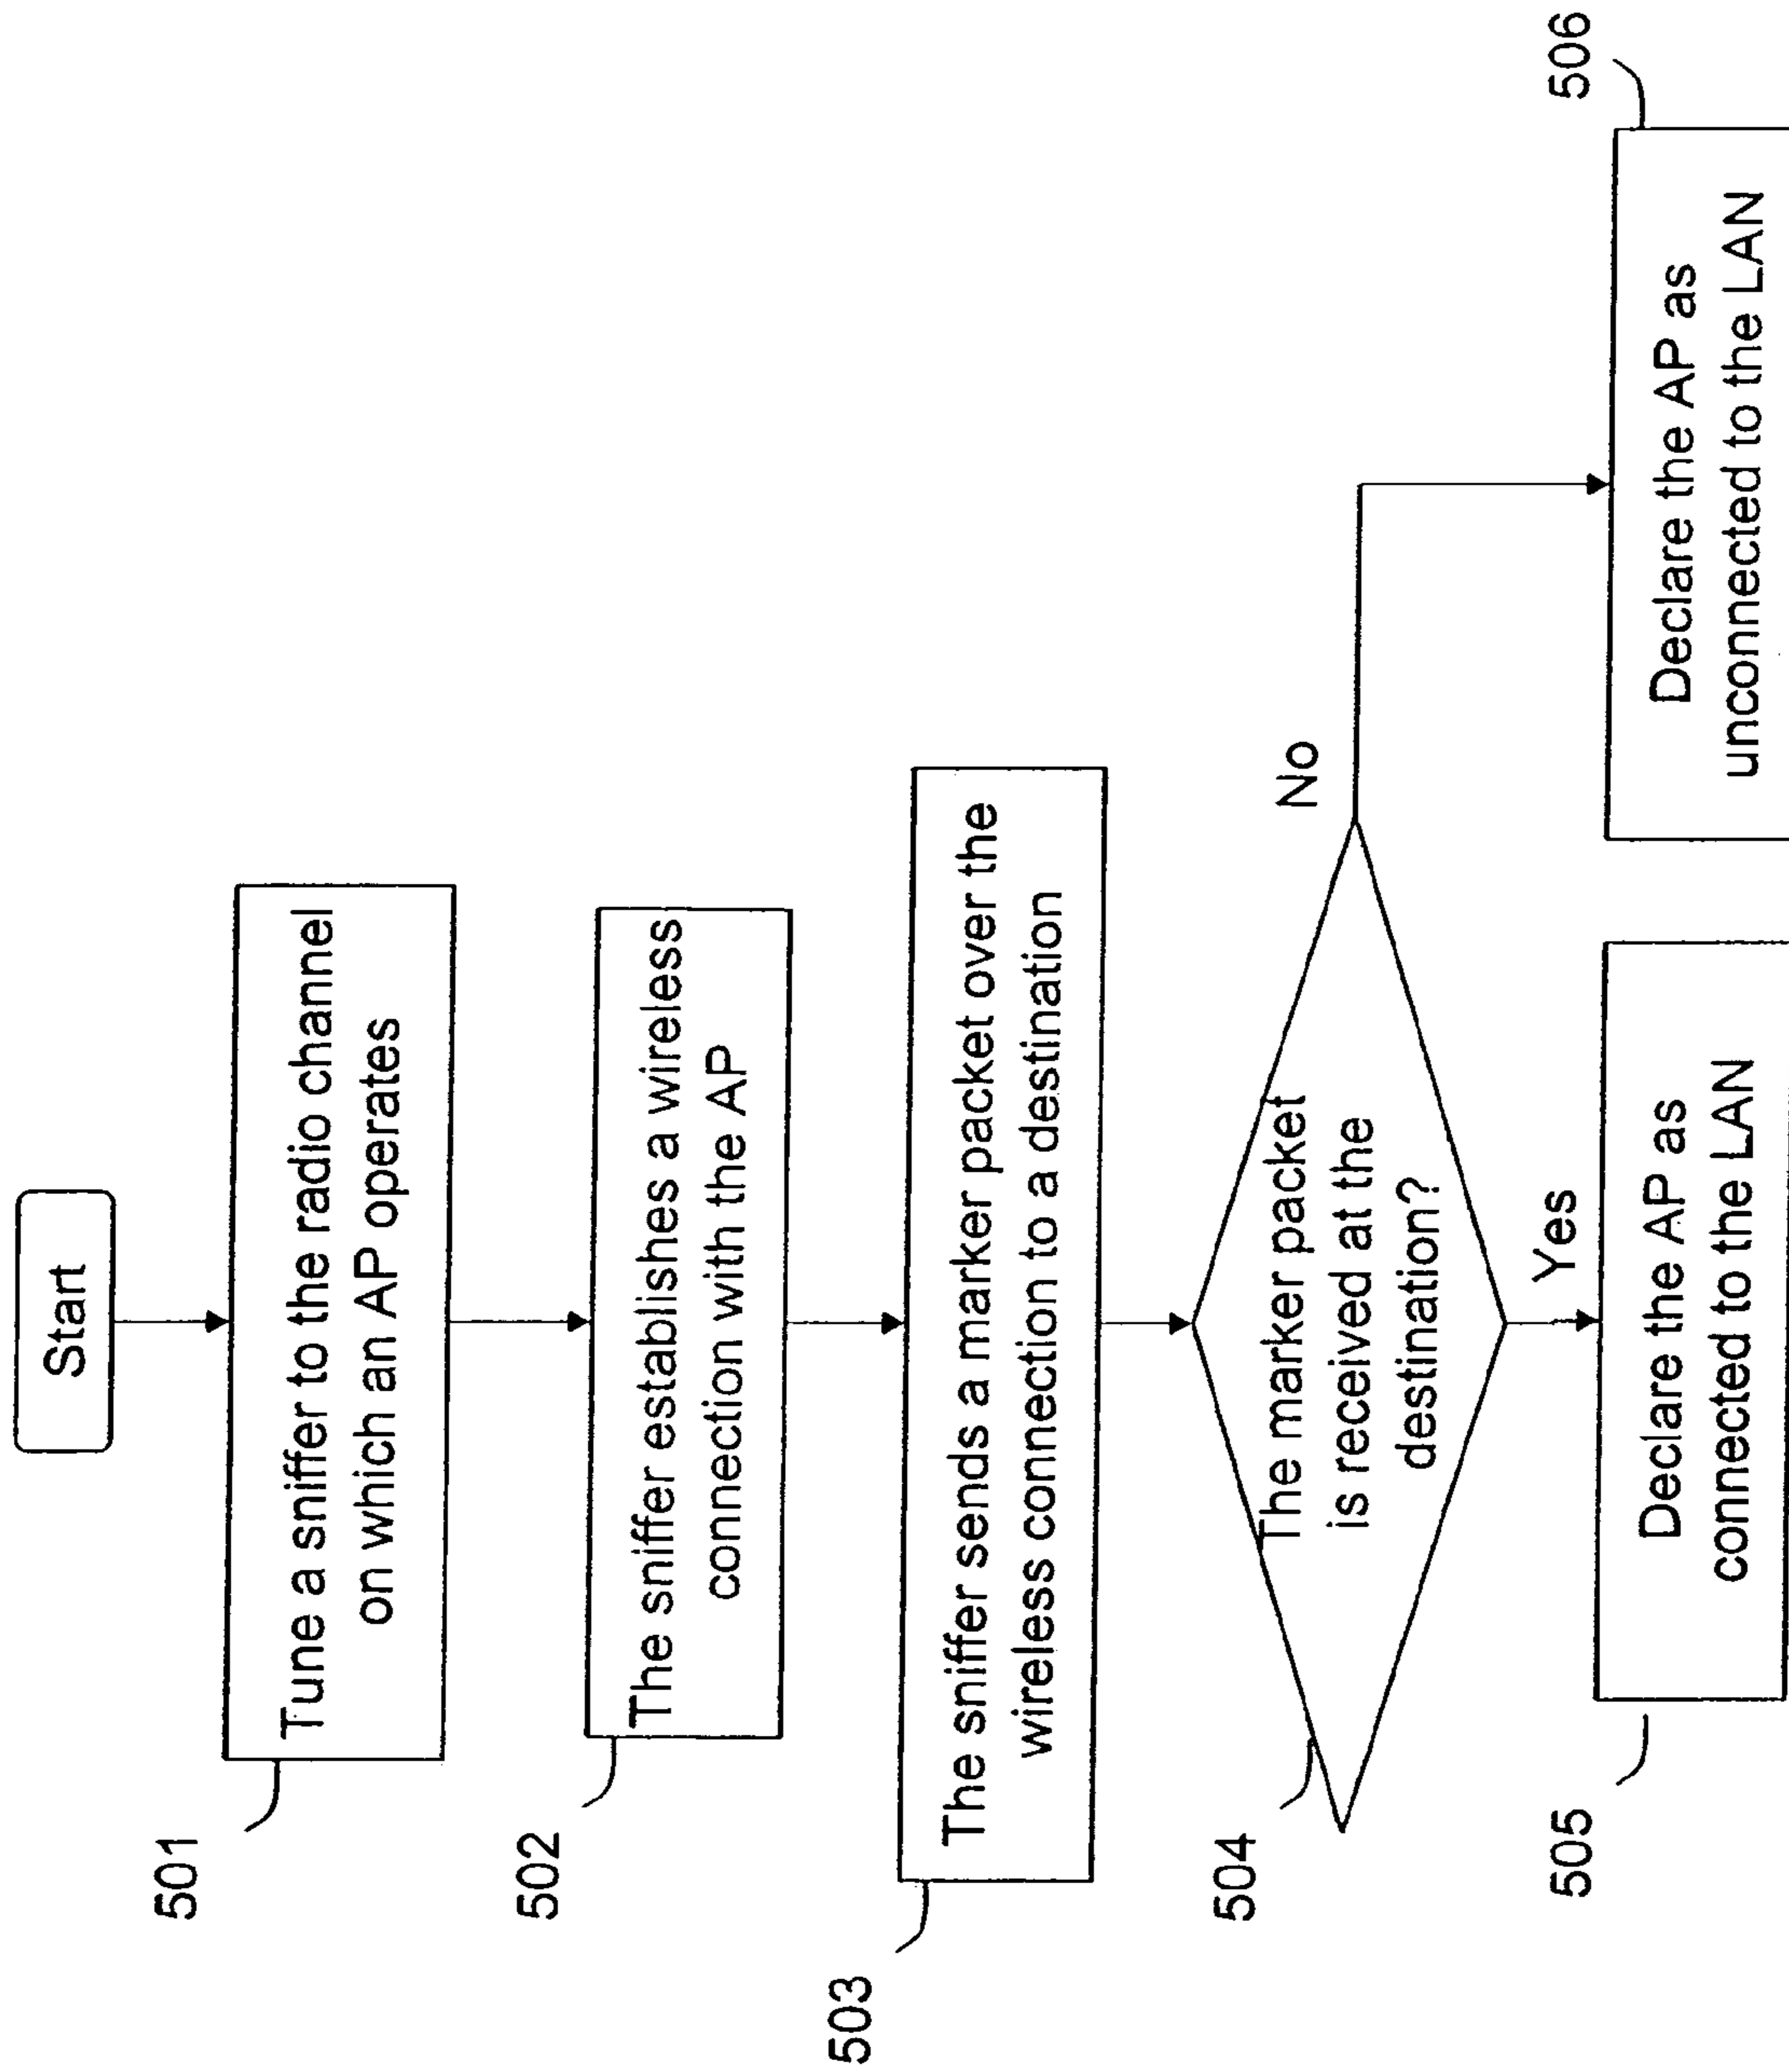 Start
501
Tune a sniffer to the radio channel
on which an AP operates
502
The sniffer establishes a wireless
connection with the AP
503
The sniffer sends a marker packet over the
wireless connection to a destination
504
The marker packet
is received at the
destination?
No
Yes
505
Declare the AP as
connected to the LAN
506
Declare the AP as
unconnected to the LAN